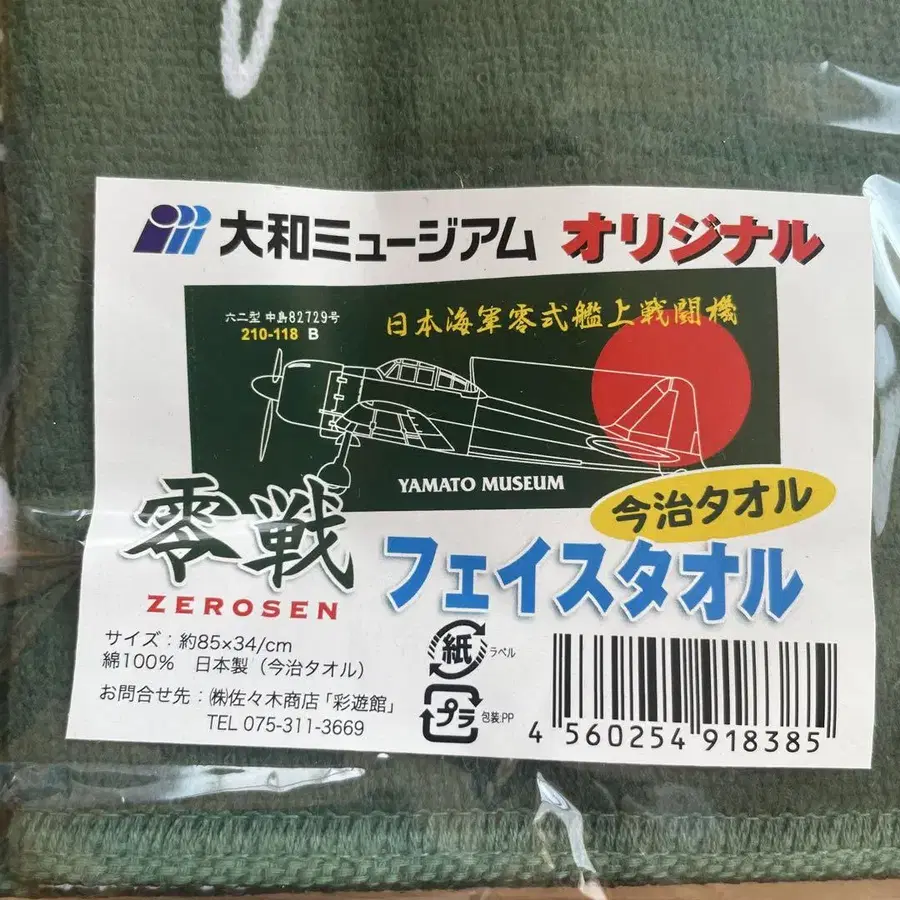 大和ミュージアム オリジナル
六二型 中島82729号
210-118 B
日本海軍零式艦上戦闘機
YAMATO MUSEUM
今治タオル
零戦
ZEROSEN
フェイスタオル
サイズ：約85×34/cm
綿100% 日本製（今治タオル）
お問合せ先：㈱佐々木商店「彩遊館」
TEL 075-311-3669
紙 ラベル
プラ 包装:PP
4 560254 918385